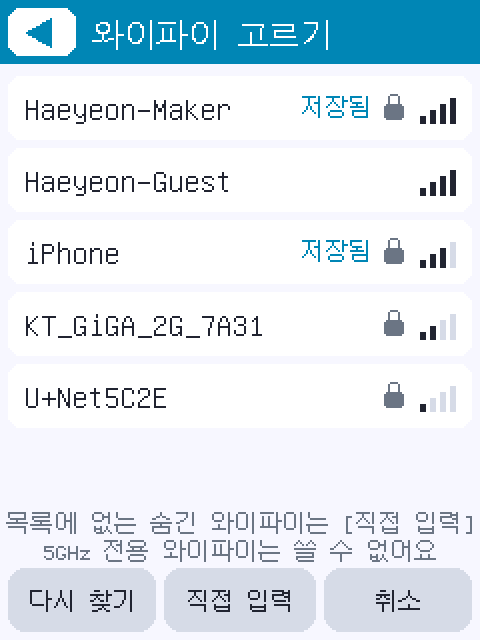 와이파이 고르기
Haeyeon-Maker 저장됨
Haeyeon-Guest
iPhone 저장됨
KT_GiGA_2G_7A31
U+Net5C2E
목록에 없는 숨긴 와이파이는 [직접 입력]
5GHz 전용 와이파이는 쓸 수 없어요
다시 찾기 직접 입력 취소